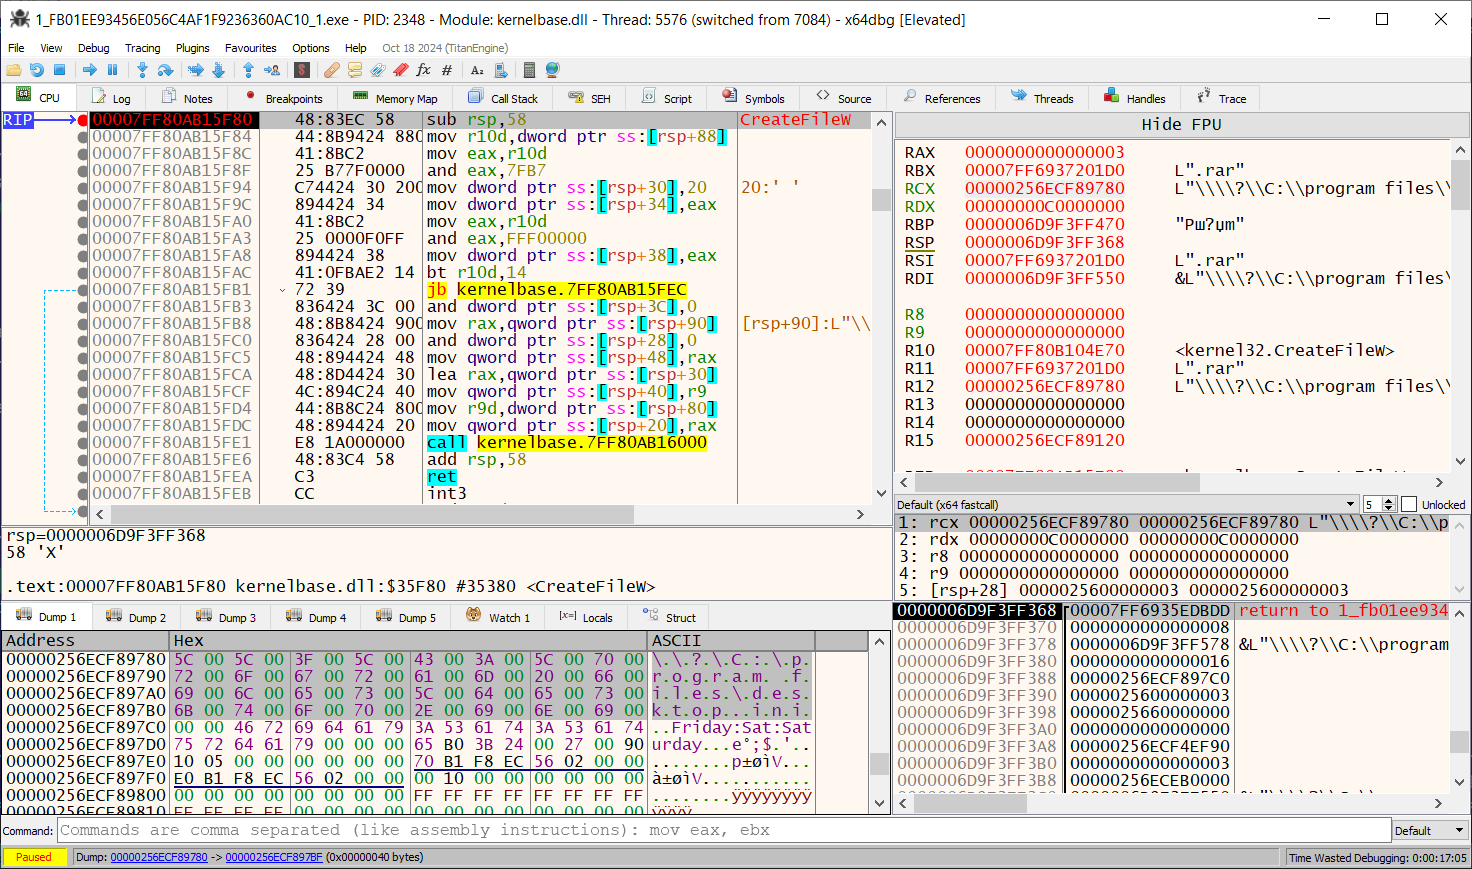 1_FB01EE93456E056C4AF1F9236360AC10_1.exe - PID: 2348 - Module: kernelbase.dll - Thread: 5576 (switched from 7084) - x64dbg [Elevated]
File View Debug Tracing Plugins Favourites Options Help Oct 18 2024 (TitanEngine)
CPU Log Notes Breakpoints Memory Map Call Stack SEH Script Symbols Source References Threads Handles Trace
RIP 00007FF80AB15F80 48:83EC 58 sub rsp,58 CreateFileW
00007FF80AB15F84 44:8B9424 880 mov r10d,dword ptr ss:[rsp+88]
00007FF80AB15F8C 41:8BC2 mov eax,r10d
00007FF80AB15F8F 25 B77F0000 and eax,7FB7
00007FF80AB15F94 C74424 30 200 mov dword ptr ss:[rsp+30],20 20:' '
00007FF80AB15F9C 894424 34 mov dword ptr ss:[rsp+34],eax
00007FF80AB15FA0 41:8BC2 mov eax,r10d
00007FF80AB15FA3 25 0000F0FF and eax,FFF00000
00007FF80AB15FA8 894424 38 mov dword ptr ss:[rsp+38],eax
00007FF80AB15FAC 41:0FBAE2 14 bt r10d,14
00007FF80AB15FB1 72 39 jb kernelbase.7FF80AB15FEC
00007FF80AB15FB3 836424 3C 00 and dword ptr ss:[rsp+3C],0
00007FF80AB15FB8 48:8B8424 900 mov rax,qword ptr ss:[rsp+90] [rsp+90]:L"\\
00007FF80AB15FC0 836424 28 00 and dword ptr ss:[rsp+28],0
00007FF80AB15FC5 48:894424 48 mov qword ptr ss:[rsp+48],rax
00007FF80AB15FCA 48:8D4424 30 lea rax,qword ptr ss:[rsp+30]
00007FF80AB15FCF 4C:894C24 40 mov qword ptr ss:[rsp+40],r9
00007FF80AB15FD4 44:8B8C24 800 mov r9d,dword ptr ss:[rsp+80]
00007FF80AB15FDC 48:894424 20 mov qword ptr ss:[rsp+20],rax
00007FF80AB15FE1 E8 1A000000 call kernelbase.7FF80AB16000
00007FF80AB15FE6 48:83C4 58 add rsp,58
00007FF80AB15FEA C3 ret
00007FF80AB15FEB CC int3
Hide FPU
RAX 0000000000000003
RBX 00007FF6937201D0 L".rar"
RCX 00000256ECF89780 L"\\\\?\\C:\\program files\\
RDX 00000000C0000000
RBP 0000006D9F3FF470 "Pш?џm"
RSP 0000006D9F3FF368
RSI 00007FF6937201D0 L".rar"
RDI 0000006D9F3FF550 &L"\\\\?\\C:\\program files
R8 0000000000000000
R9 0000000000000000
R10 00007FF80B104E70 <kernel32.CreateFileW>
R11 00007FF6937201D0 L".rar"
R12 00000256ECF89780 L"\\\\?\\C:\\program files\\
R13 0000000000000000
R14 0000000000000000
R15 00000256ECF89120
Default (x64 fastcall) 5 Unlocked
1: rcx 00000256ECF89780 00000256ECF89780 L"\\\\?\\C:\\p
2: rdx 00000000C0000000 00000000C0000000
3: r8 0000000000000000 0000000000000000
4: r9 0000000000000000 0000000000000000
5: [rsp+28] 0000025600000003 0000025600000003
rsp=0000006D9F3FF368
58 'X'
.text:00007FF80AB15F80 kernelbase.dll:$35F80 #35380 <CreateFileW>
Dump 1 Dump 2 Dump 3 Dump 4 Dump 5 Watch 1 Locals Struct
Address Hex ASCII
00000256ECF89780 5C 00 5C 00 3F 00 5C 00 43 00 3A 00 5C 00 70 00 \.\.?.\.C.:.\.p.
00000256ECF89790 72 00 6F 00 67 00 72 00 61 00 6D 00 20 00 66 00 r.o.g.r.a.m. .f.
00000256ECF897A0 69 00 6C 00 65 00 73 00 5C 00 64 00 65 00 73 00 i.l.e.s.\.d.e.s.
00000256ECF897B0 6B 00 74 00 6F 00 70 00 2E 00 69 00 6E 00 69 00 k.t.o.p...i.n.i.
00000256ECF897C0 00 00 46 72 69 64 61 79 3A 53 61 74 3A 53 61 74 ..Friday:Sat:Sat
00000256ECF897D0 75 72 64 61 79 00 00 00 65 B0 3B 24 00 27 00 90 urday...e°;$.'..
00000256ECF897E0 10 05 00 00 00 00 00 00 70 B1 F8 EC 56 02 00 00 ........p±øìV...
00000256ECF897F0 E0 B1 F8 EC 56 02 00 00 00 10 00 00 00 00 00 00 à±øìV...........
00000256ECF89800 00 00 00 00 00 00 00 00 FF FF FF FF FF FF FF FF ........ÿÿÿÿÿÿÿÿ
0000006D9F3FF368 00007FF6935EDBDD return to 1_fb01ee934
0000006D9F3FF370 0000000000000008
0000006D9F3FF378 0000006D9F3FF578 &L"\\\\?\\C:\\program
0000006D9F3FF380 0000000000000016
0000006D9F3FF388 00000256ECF897C0
0000006D9F3FF390 0000025600000003
0000006D9F3FF398 0000025660000000
0000006D9F3FF3A0 0000000000000000
0000006D9F3FF3A8 00000256ECF4EF90
0000006D9F3FF3B0 0000000000000003
0000006D9F3FF3B8 00000256ECEB0000
Command: Commands are comma separated (like assembly instructions): mov eax, ebx Default
Paused Dump: 00000256ECF89780 -> 00000256ECF897BF (0x00000040 bytes) Time Wasted Debugging: 0:00:17:05